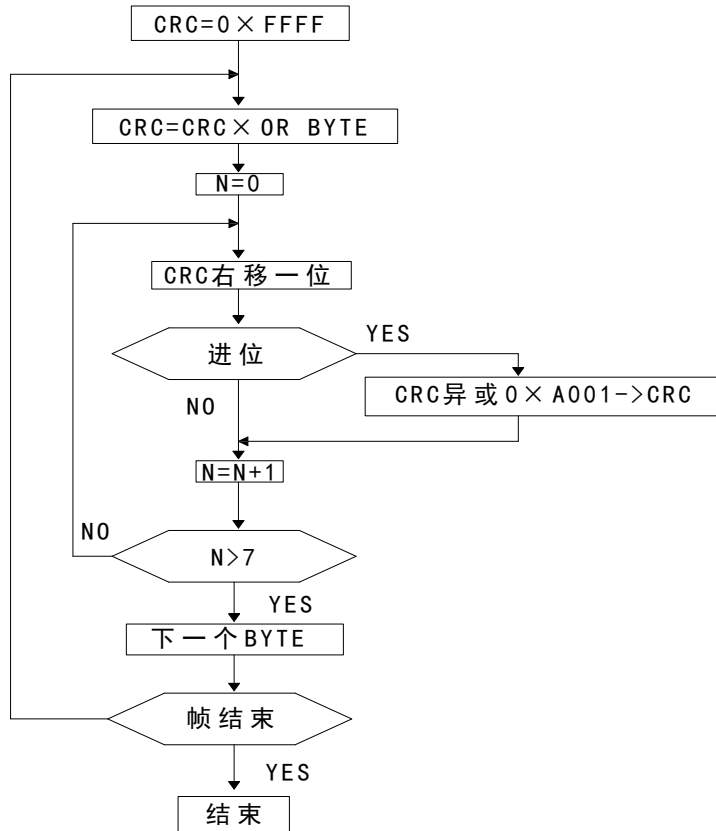 CRC=0×FFFF
CRC=CRC×OR BYTE
N=0
CRC右移一位
进位
YES
CRC异或0×A001->CRC
NO
N=N+1
NO
N>7
YES
下一个BYTE
帧结束
YES
结束